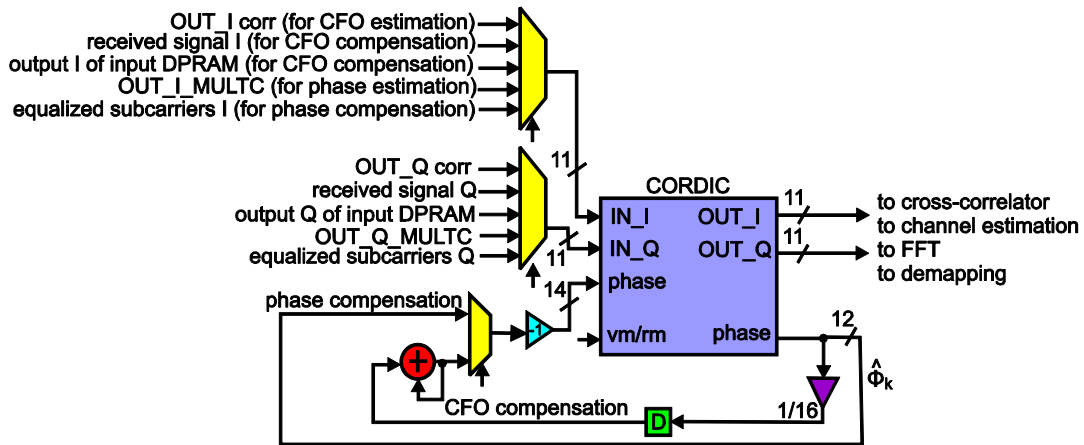 OUT_I corr (for CFO estimation)
received signal I (for CFO compensation)
output I of input DPRAM (for CFO compensation)
OUT_I_MULTC (for phase estimation)
equalized subcarriers I (for phase compensation)
11
OUT_Q corr
received signal Q
output Q of input DPRAM
OUT_Q_MULTC
equalized subcarriers Q
11
CORDIC
IN_I
OUT_I
11
IN_Q
OUT_Q
11
phase
14
vm/rm
phase
12
to cross-correlator
to channel estimation
to FFT
to demapping
phase compensation
-1
+
CFO compensation
D
1/16
Φ̂k